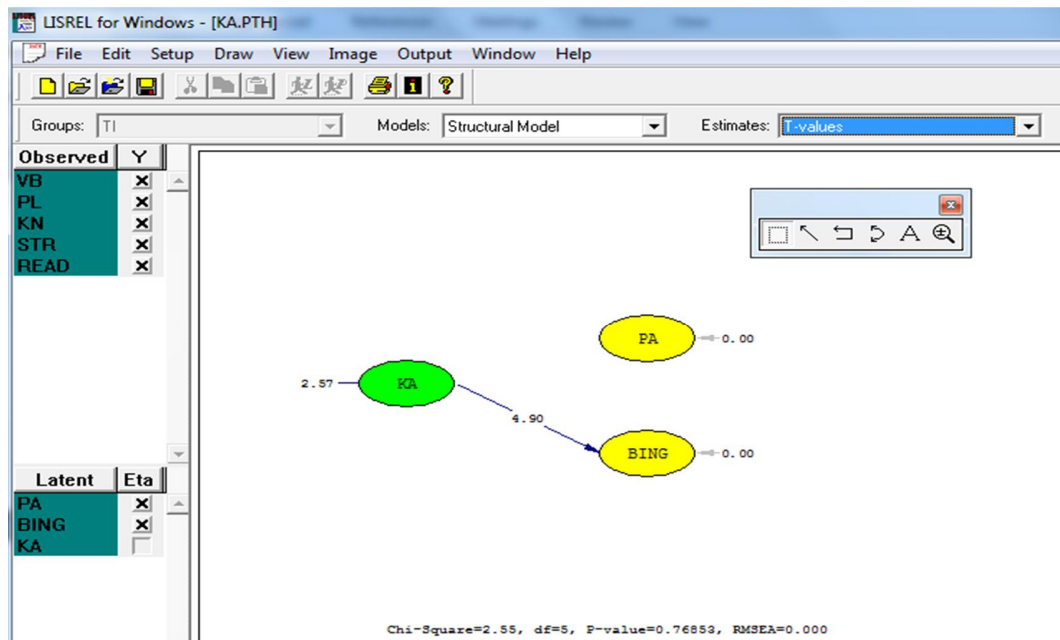 LISREL for Windows - [KA.PTH]
File Edit Setup Draw View Image Output Window Help
Groups: TI Models: Structural Model Estimates: T-values
Observed Y
VB
PL
KN
STR
READ
PA 0.00
2.57 KA
4.90
BING 0.00
Latent Eta
PA
BING
KA
Chi-Square=2.55, df=5, P-value=0.76853, RMSEA=0.000